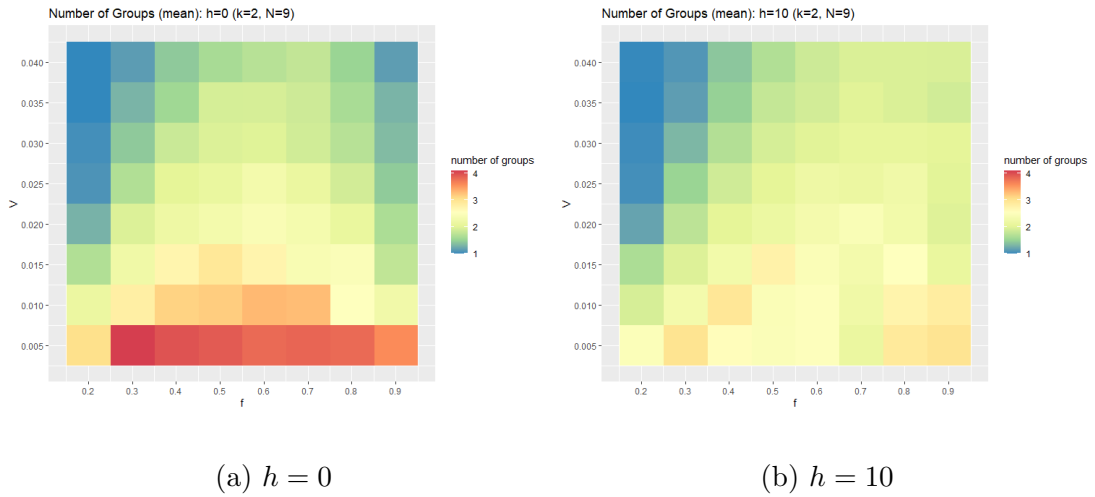 Number of Groups (mean): h=0 (k=2, N=9)
0.040
0.035
0.030
0.025
0.020
0.015
0.010
0.005
V
0.2 0.3 0.4 0.5 0.6 0.7 0.8 0.9
f
number of groups
4
3
2
1
(a) h = 0
Number of Groups (mean): h=10 (k=2, N=9)
0.040
0.035
0.030
0.025
0.020
0.015
0.010
0.005
V
0.2 0.3 0.4 0.5 0.6 0.7 0.8 0.9
f
number of groups
4
3
2
1
(b) h = 10